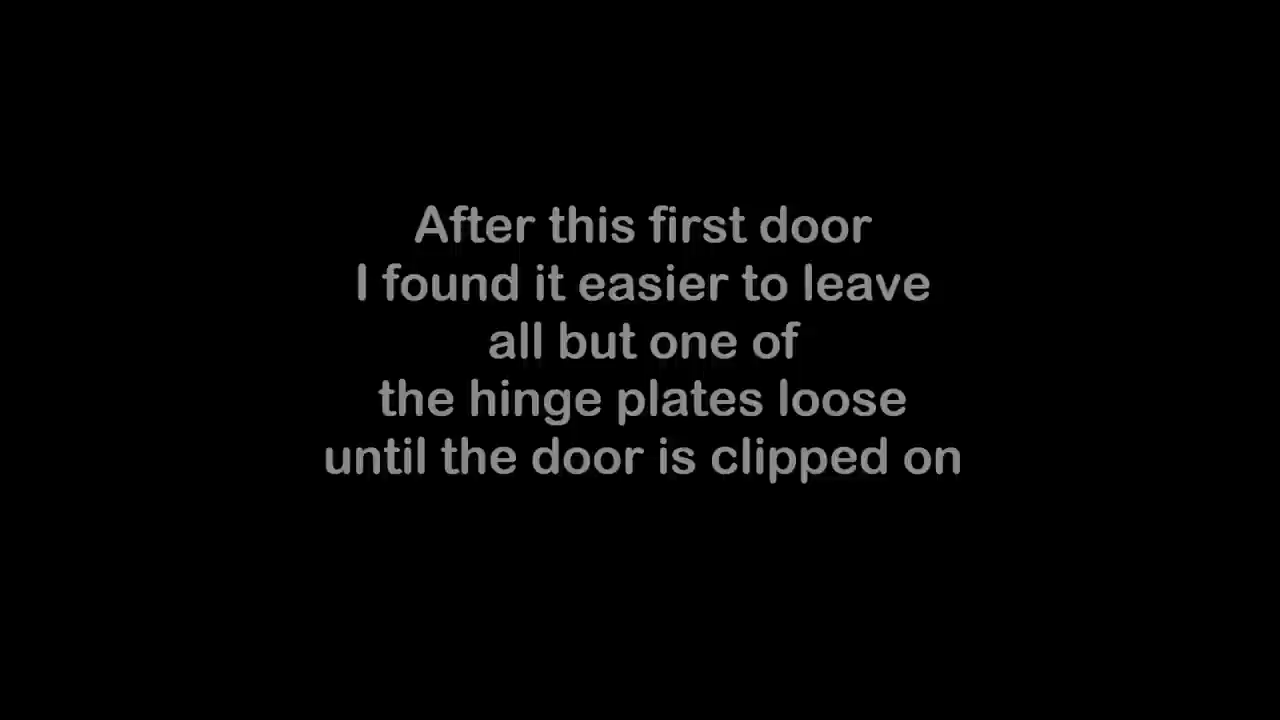 After this first door
I found it easier to leave
all but one of
the hinge plates loose
until the door is clipped on